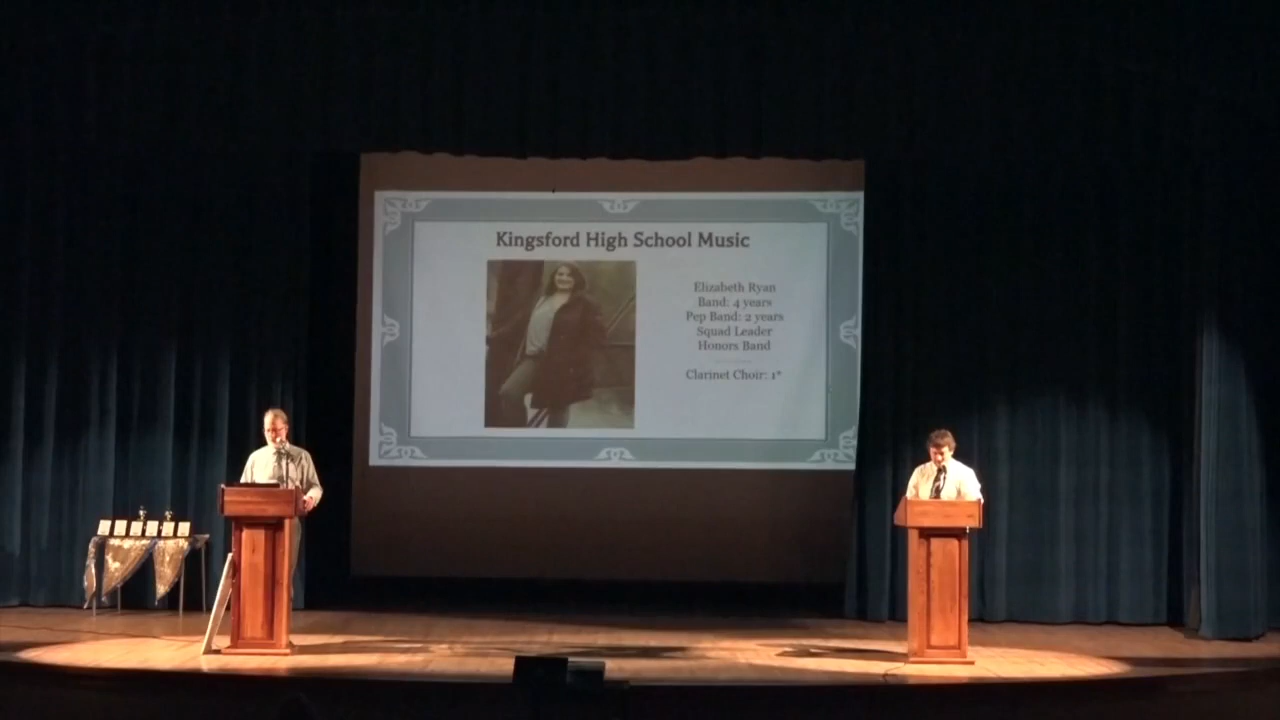 Kingsford High School Music
Elizabeth Ryan
Band: 4 years
Pep Band: 2 years
Squad Leader
Honors Band
Clarinet Choir: 1*